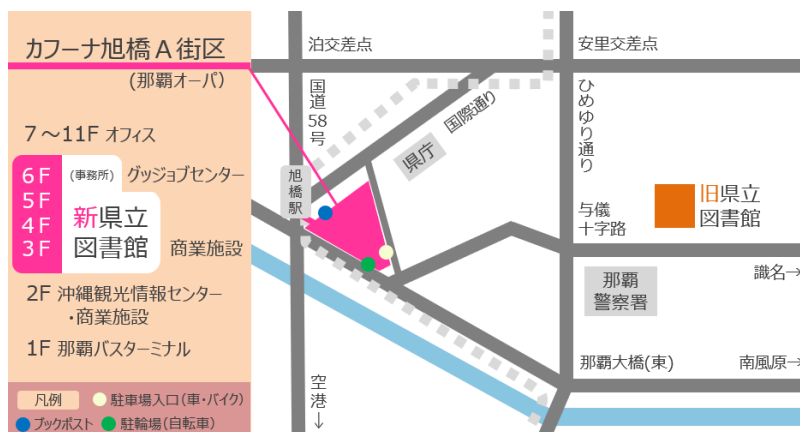 カフーナ旭橋A街区
(那覇オーパ)
7～11F オフィス
6F (事務所) グッジョブセンター
5F
4F 新県立
3F 図書館 商業施設
2F 沖縄観光情報センター
・商業施設
1F 那覇バスターミナル
凡例
駐車場入口(車・バイク)
ブックポスト
駐輪場(自転車)
泊交差点
安里交差点
国道58号
国際通り
ひめゆり通り
県庁
旭橋駅
与儀
十字路
旧県立
図書館
那覇
警察署
識名→
那覇大橋(東)
南風原→
空港→